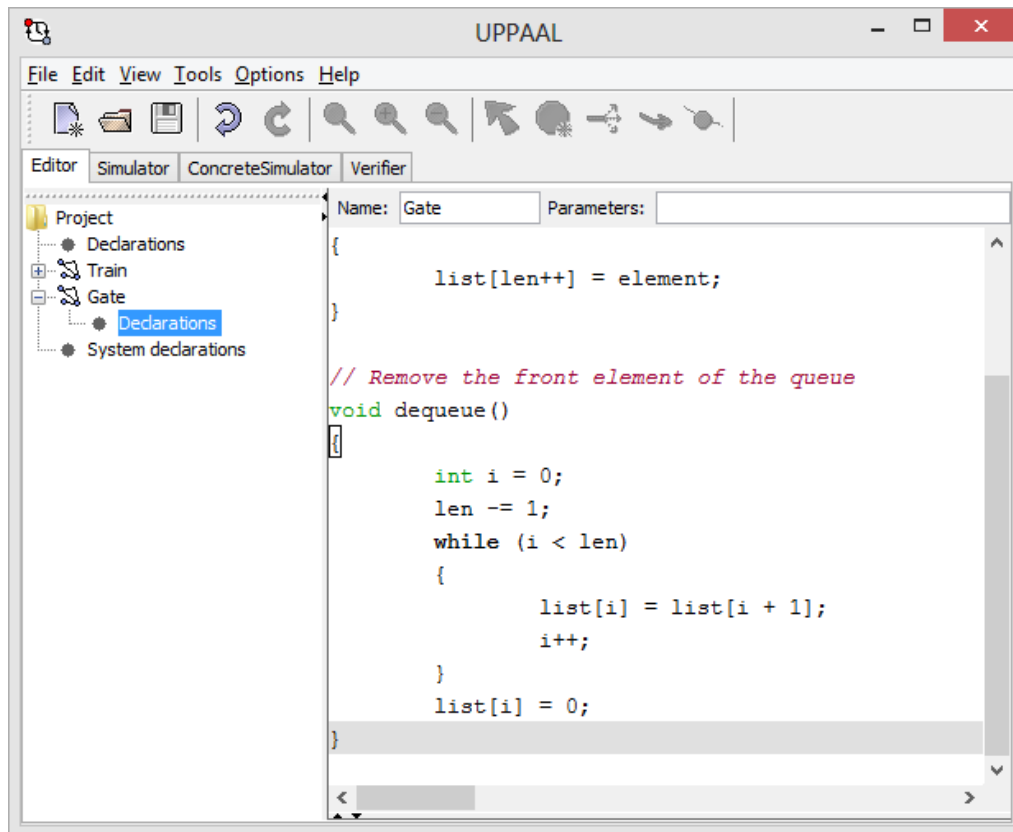 UPPAAL
File Edit View Tools Options Help
Editor Simulator ConcreteSimulator Verifier
Project
Declarations
Train
Gate
Declarations
System declarations
Name: Gate Parameters:
{
list[len++] = element;
}
// Remove the front element of the queue
void dequeue()
{
int i = 0;
len -= 1;
while (i < len)
{
list[i] = list[i + 1];
i++;
}
list[i] = 0;
}